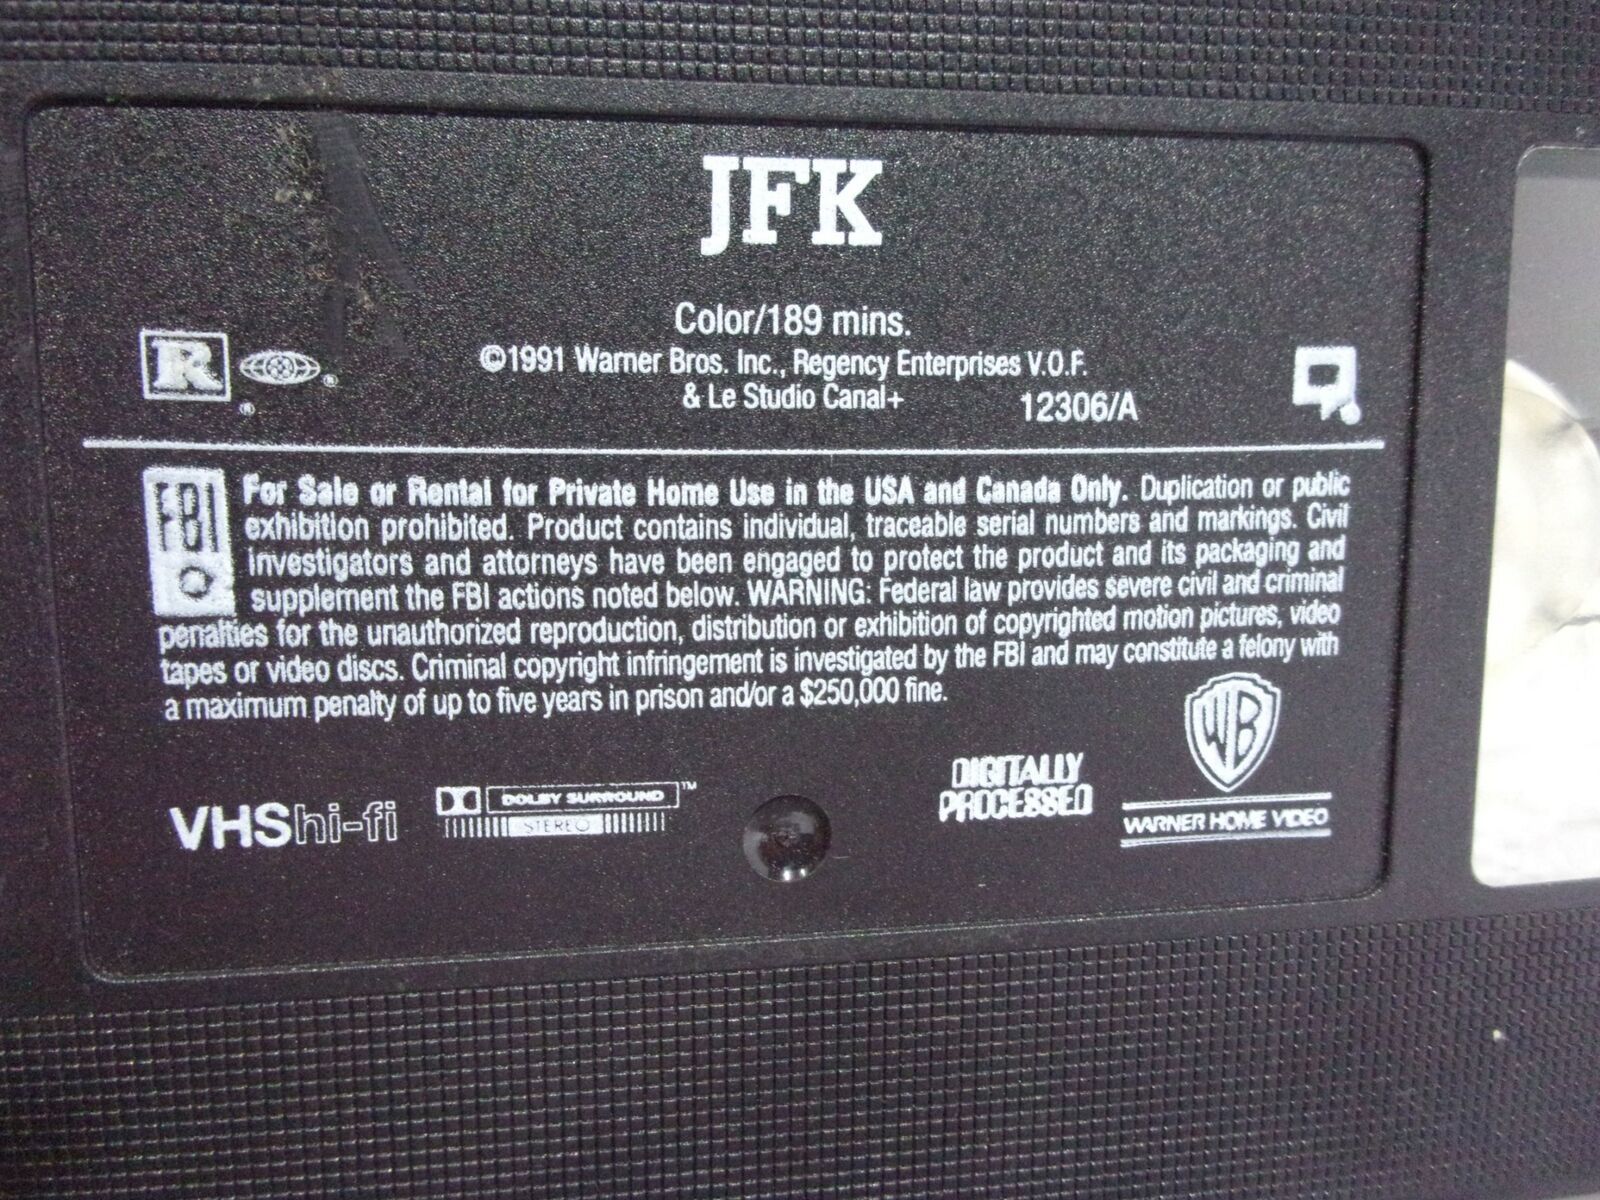 JFK
Color/189 mins.
©1991 Warner Bros. Inc., Regency Enterprises V.O.F.
& Le Studio Canal+
12306/A
R ®
®
FBI
For Sale or Rental for Private Home Use in the USA and Canada Only. Duplication or public
exhibition prohibited. Product contains individual, traceable serial numbers and markings. Civil
investigators and attorneys have been engaged to protect the product and its packaging and
supplement the FBI actions noted below. WARNING: Federal law provides severe civil and criminal
penalties for the unauthorized reproduction, distribution or exhibition of copyrighted motion pictures, video
tapes or video discs. Criminal copyright infringement is investigated by the FBI and may constitute a felony with
a maximum penalty of up to five years in prison and/or a $250,000 fine.
VHS hi-fi
DOLBY SURROUND ™
STEREO
DIGITALLY
PROCESSED
WB
WARNER HOME VIDEO